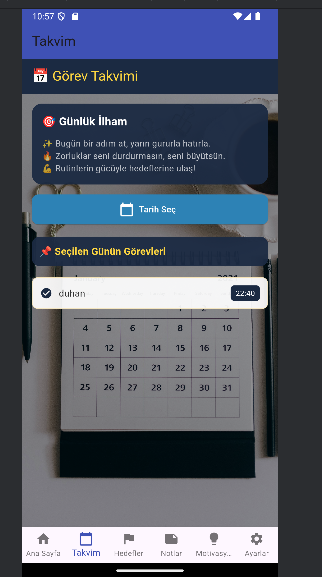 10:57
Takvim
📅 Görev Takvimi
🎯 Günlük İlham
✨ Bugün bir adım at, yarın gururla hatırla.
🔥 Zorluklar seni durdurmasın, seni büyütsün.
💪 Rutinlerin gücüyle hedeflerine ulaş!
Tarih Seç
📌 Seçilen Günün Görevleri
duhan 22:40
4 5 6 7 8 9 10
11 12 13 14 15 16 17
18 19 20 21 22 23 24
25 26 27 28 29 30 31
Ana Sayfa Takvim Hedefler Notlar Motivasy... Ayarlar